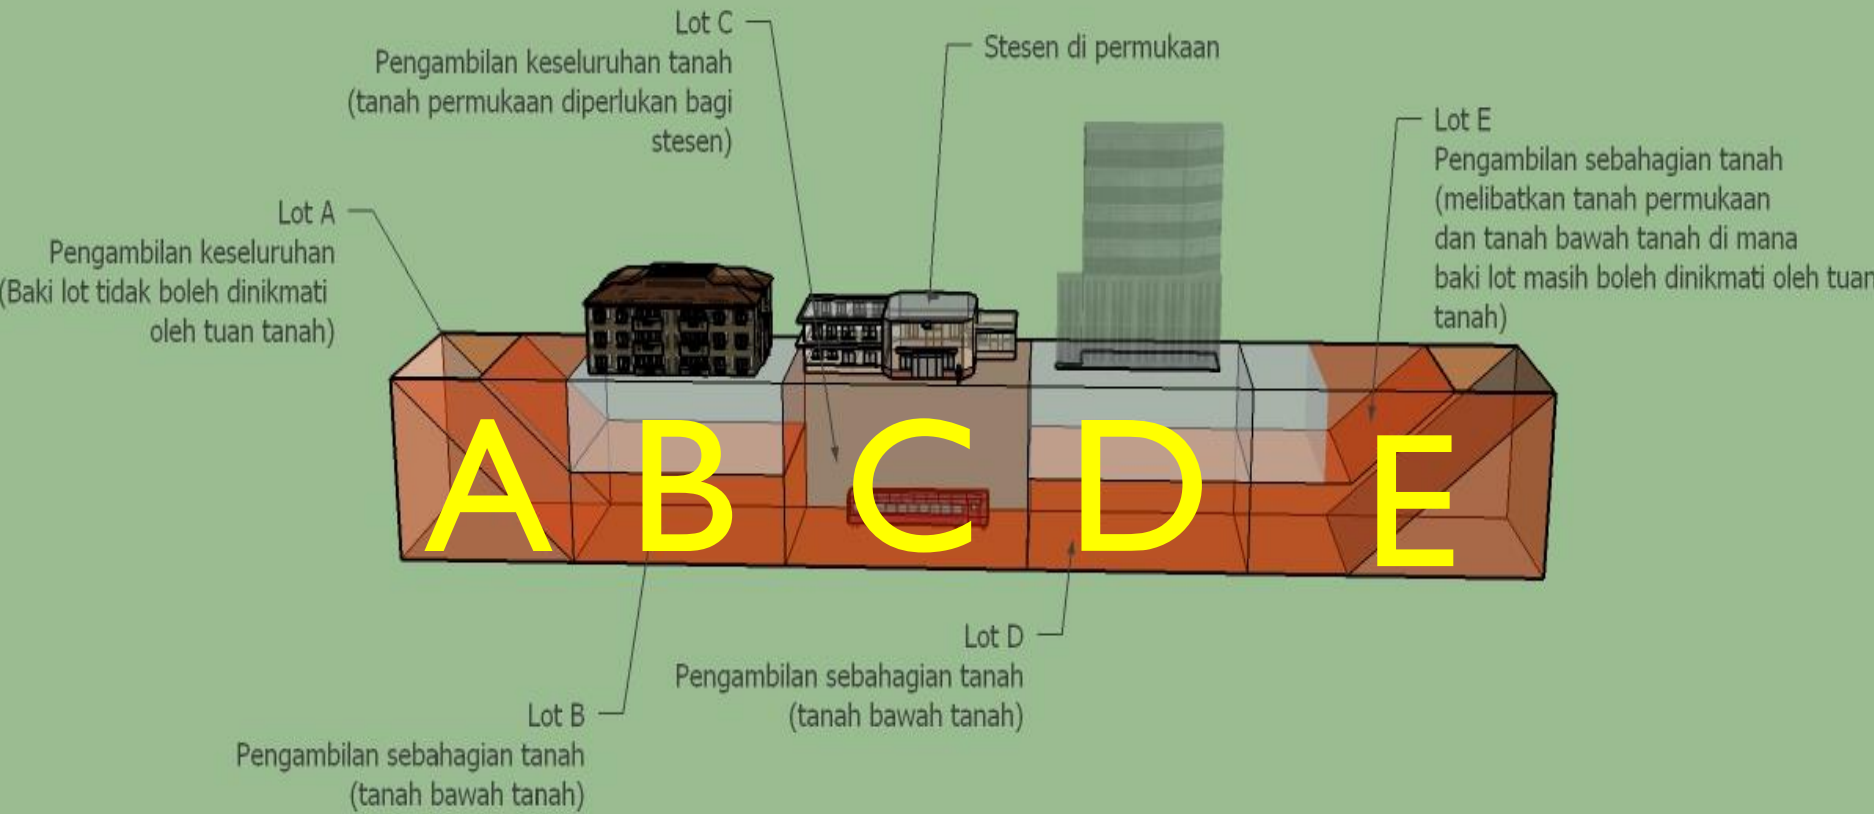 Lot C
Pengambilan keseluruhan tanah
(tanah permukaan diperlukan bagi
stesen)
Stesen di permukaan
Lot E
Pengambilan sebahagian tanah
(melibatkan tanah permukaan
dan tanah bawah tanah di mana
baki lot masih boleh dinikmati oleh tuan
tanah)
Lot A
Pengambilan keseluruhan
(Baki lot tidak boleh dinikmati
oleh tuan tanah)
A B C D E
Lot D
Pengambilan sebahagian tanah
(tanah bawah tanah)
Lot B
Pengambilan sebahagian tanah
(tanah bawah tanah)